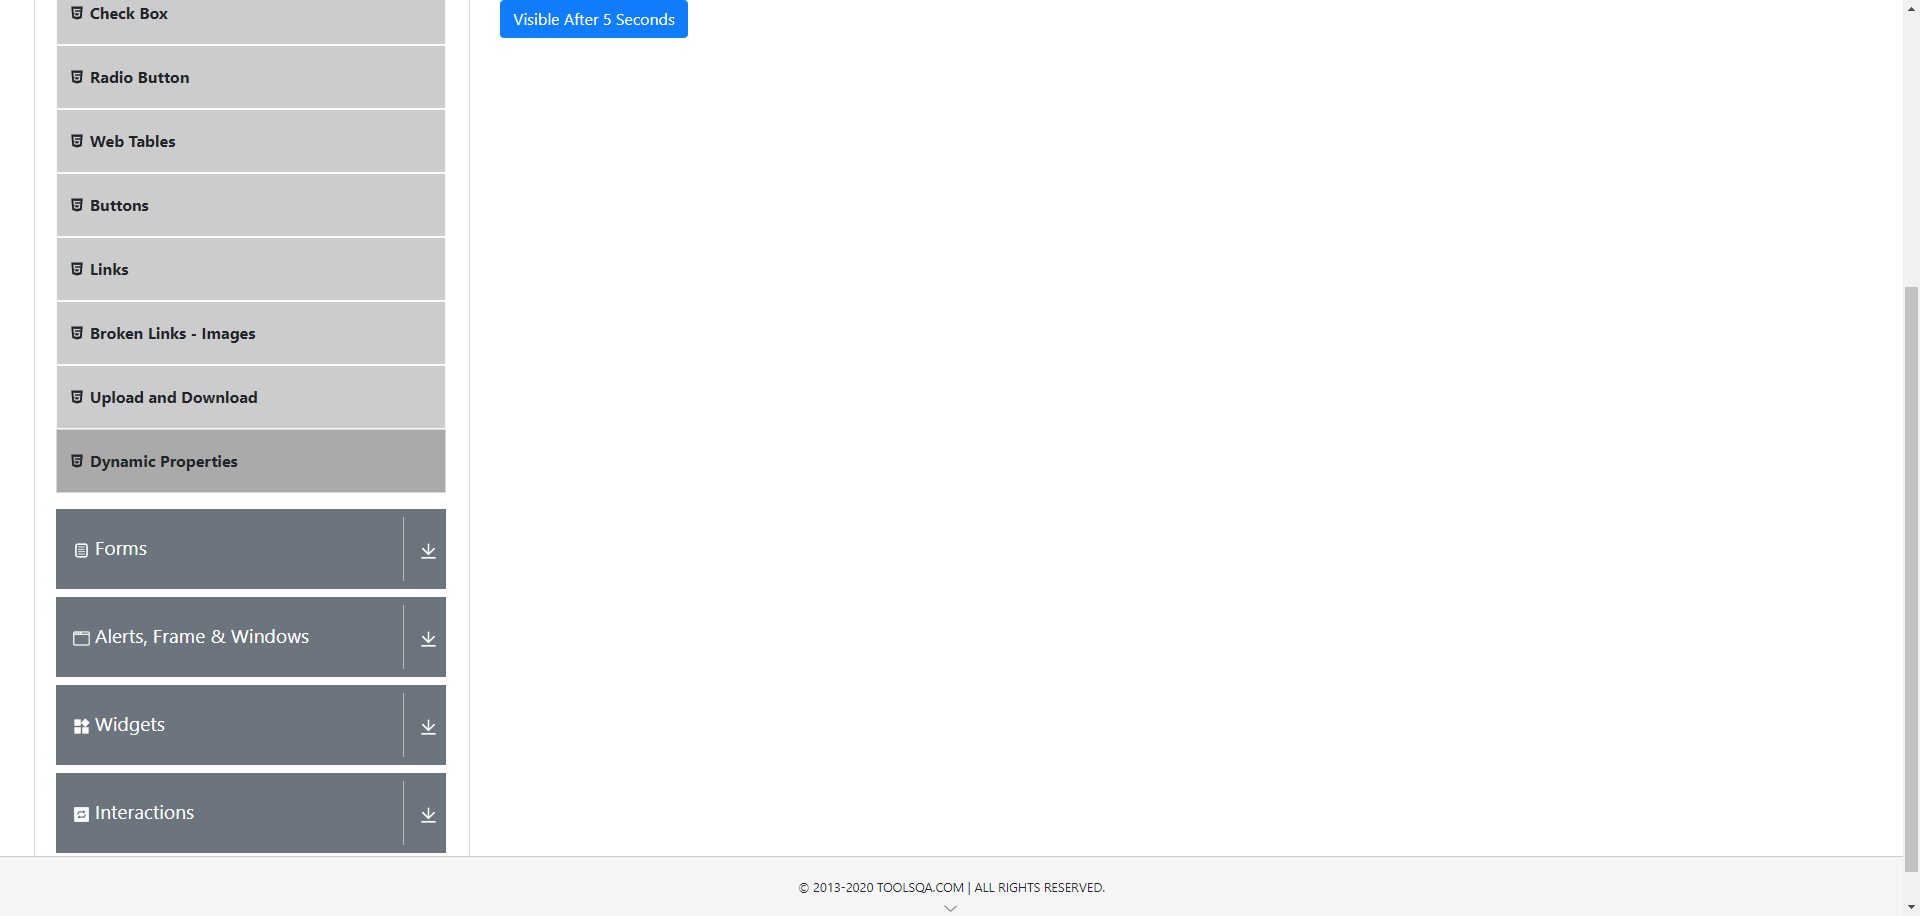 Check Box
Visible After 5 Seconds
Radio Button
Web Tables
Buttons
Links
Broken Links - Images
Upload and Download
Dynamic Properties
Forms
Alerts, Frame & Windows
Widgets
Interactions
© 2013-2020 TOOLSQA.COM | ALL RIGHTS RESERVED.